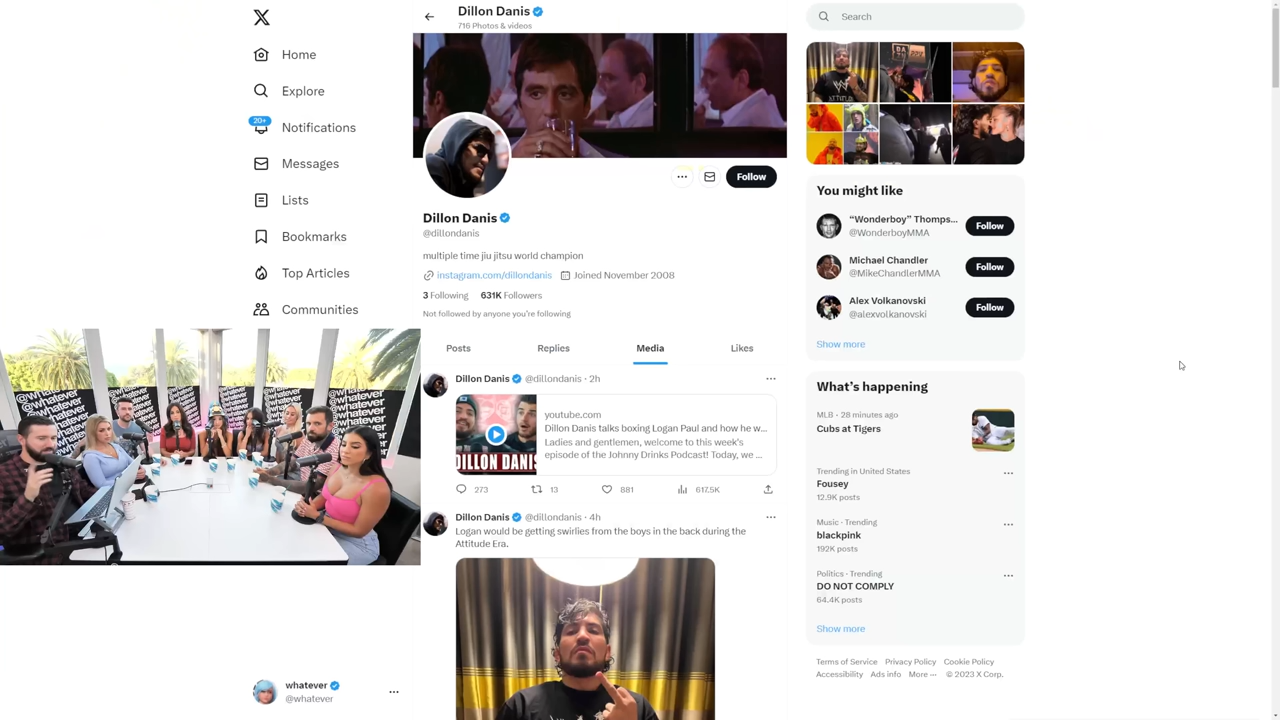 Home
Explore
20+
Notifications
Messages
Lists
Bookmarks
Top Articles
Communities
@whatever
@whatever
@whatever
whatever
@whatever
Dillon Danis
716 Photos & videos
Follow
Dillon Danis
@dillondanis
multiple time jiu jitsu world champion
instagram.com/dillondanis Joined November 2008
3 Following 631K Followers
Not followed by anyone you're following
Posts Replies Media Likes
Dillon Danis @dillondanis · 2h
DILLON DANIS
youtube.com
Dillon Danis talks boxing Logan Paul and how he w...
Ladies and gentlemen, welcome to this week's
episode of the Johnny Drinks Podcast! Today, we ...
273 13 881 617.5K
Dillon Danis @dillondanis · 4h
Logan would be getting swirlies from the boys in the back during the
Attitude Era.
Search
You might like
“Wonderboy” Thomps...
@WonderboyMMA
Follow
Michael Chandler
@MikeChandlerMMA
Follow
Alex Volkanovski
@alexvolkanovski
Follow
Show more
What's happening
MLB · 28 minutes ago
Cubs at Tigers
Trending in United States
Fousey
12.9K posts
Music · Trending
blackpink
192K posts
Politics · Trending
DO NOT COMPLY
64.4K posts
Show more
Terms of Service Privacy Policy Cookie Policy
Accessibility Ads info More ··· © 2023 X Corp.